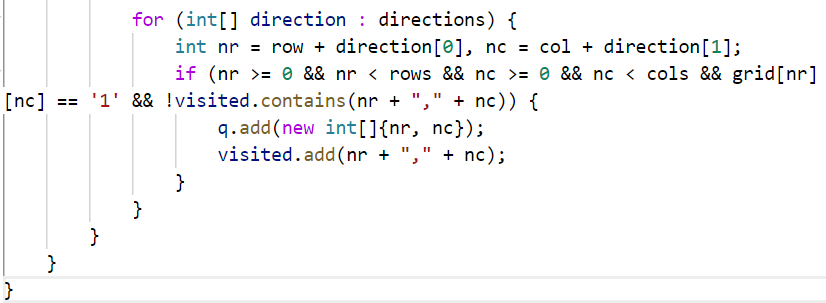 for (int[] direction : directions) {
int nr = row + direction[0], nc = col + direction[1];
if (nr >= 0 && nr < rows && nc >= 0 && nc < cols && grid[nr]
[nc] == '1' && !visited.contains(nr + "," + nc)) {
q.add(new int[]{nr, nc});
visited.add(nr + "," + nc);
}
}
}
}
}